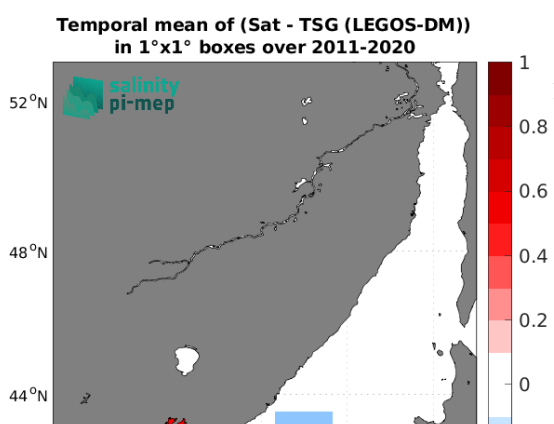 Temporal mean of (Sat - TSG (LEGOS-DM))
in 1°x1° boxes over 2011-2020
salinity
pi-mep
52°N
48°N
44°N
1
0.8
0.6
0.4
0.2
0